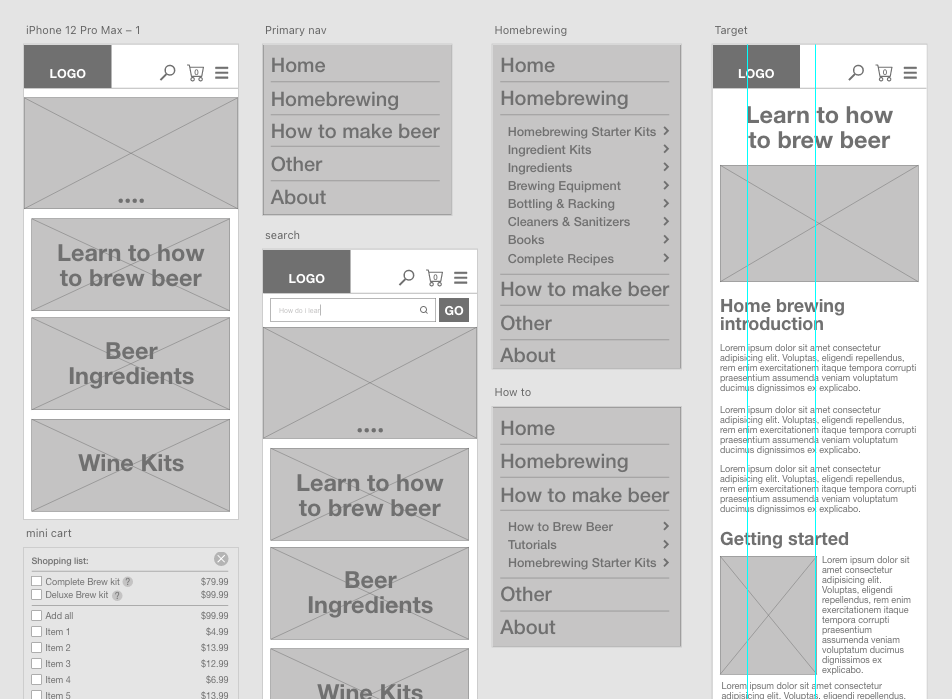 iPhone 12 Pro Max – 1
LOGO
0
Learn to how
to brew beer
Beer
Ingredients
Wine Kits
mini cart
Shopping list:
Complete Brew kit ? $79.99
Deluxe Brew kit ? $99.99
Add all $99.99
Item 1 $4.99
Item 2 $13.99
Item 3 $12.99
Item 4 $6.99
Item 5 $13.99
Primary nav
Home
Homebrewing
How to make beer
Other
About
search
LOGO
0
How do i lear
GO
Learn to how
to brew beer
Beer
Ingredients
Wine Kits
Homebrewing
Home
Homebrewing
Homebrewing Starter Kits
Ingredient Kits
Ingredients
Brewing Equipment
Bottling & Racking
Cleaners & Sanitizers
Books
Complete Recipes
How to make beer
Other
About
How to
Home
Homebrewing
How to make beer
How to Brew Beer
Tutorials
Homebrewing Starter Kits
Other
About
Target
LOGO
0
Learn to how
to brew beer
Home brewing
introduction
Lorem ipsum dolor sit amet consectetur
adipisicing elit. Voluptas, eligendi repellendus,
rem enim exercitationem itaque tempora corrupti
praesentium assumenda veniam voluptatum
ducimus dignissimos ex explicabo.
Lorem ipsum dolor sit amet consectetur
adipisicing elit. Voluptas, eligendi repellendus,
rem enim exercitationem itaque tempora corrupti
praesentium assumenda veniam voluptatum
ducimus dignissimos ex explicabo.
Lorem ipsum dolor sit amet consectetur
adipisicing elit. Voluptas, eligendi repellendus,
rem enim exercitationem itaque tempora corrupti
praesentium assumenda veniam voluptatum
ducimus dignissimos ex explicabo.
Getting started
Lorem ipsum dolor sit
amet consectetur
adipisicing elit.
Voluptas, eligendi
repellendus, rem enim
exercitationem itaque
tempora corrupti
praesentium
assumenda veniam
voluptatum ducimus
dignissimos ex
explicabo.
Lorem ipsum dolor sit amet consectetur
adipisicing elit. Voluptas, eligendi repellendus,